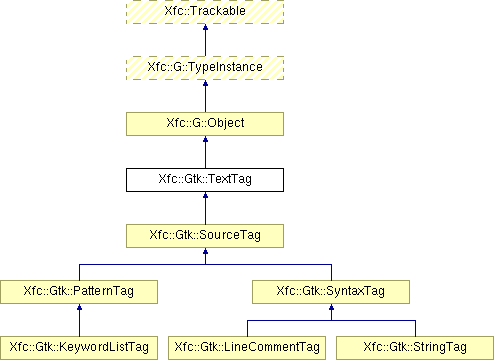 Xfc::Trackable
Xfc::G::TypeInstance
Xfc::G::Object
Xfc::Gtk::TextTag
Xfc::Gtk::SourceTag
Xfc::Gtk::PatternTag
Xfc::Gtk::SyntaxTag
Xfc::Gtk::KeywordListTag
Xfc::Gtk::LineCommentTag
Xfc::Gtk::StringTag